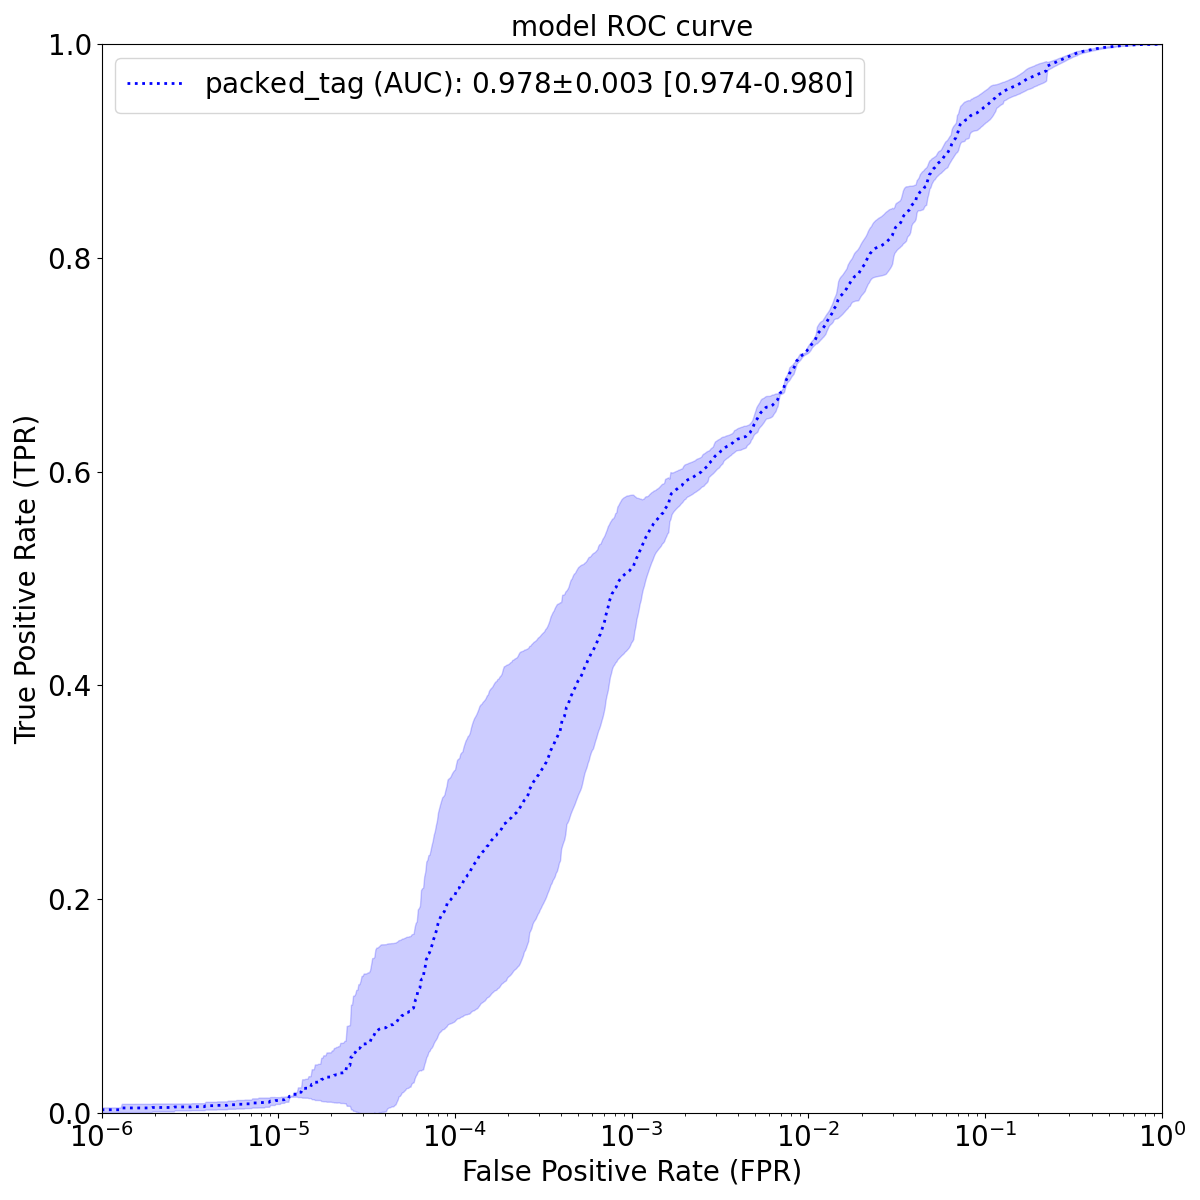 model ROC curve
packed_tag (AUC): 0.978±0.003 [0.974-0.980]
True Positive Rate (TPR)
1.0
0.8
0.6
0.4
0.2
0.0
10⁻⁶ 10⁻⁵ 10⁻⁴ 10⁻³ 10⁻² 10⁻¹ 10⁰
False Positive Rate (FPR)